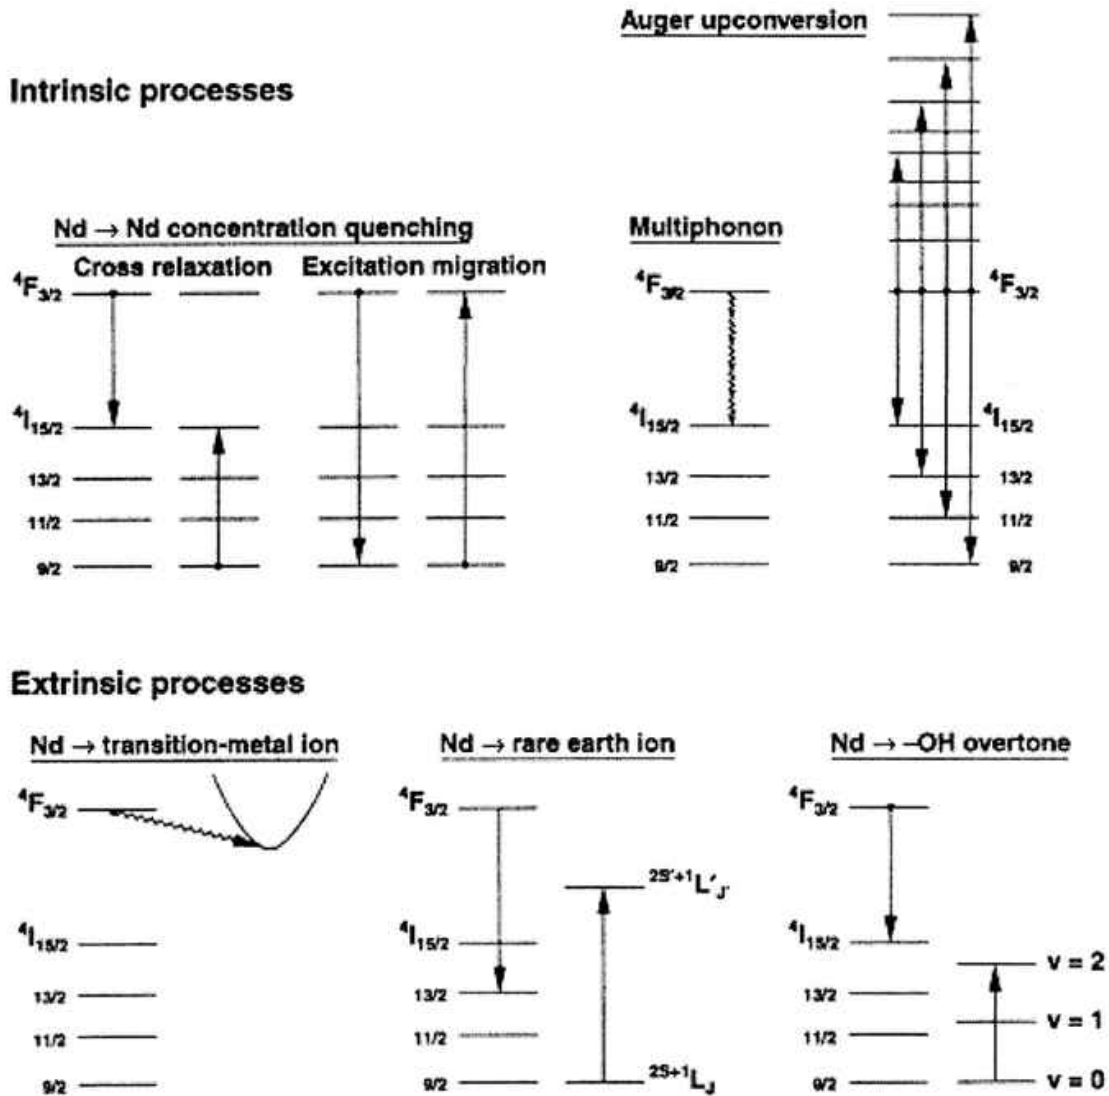 Auger upconversion
Intrinsic processes
Nd → Nd concentration quenching
Cross relaxation Excitation migration
⁴F₃/₂
⁴I₁₅/₂
13/2
11/2
9/2
Multiphonon
⁴F₃/₂
⁴I₁₅/₂
13/2
11/2
9/2
⁴F₃/₂
⁴I₁₅/₂
13/2
11/2
9/2
Extrinsic processes
Nd → transition-metal ion
⁴F₃/₂
⁴I₁₅/₂
13/2
11/2
9/2
Nd → rare earth ion
⁴F₃/₂
⁴I₁₅/₂
13/2
11/2
9/2
²ˢ′⁺¹L′J′
²ˢ⁺¹LJ
Nd → –OH overtone
⁴F₃/₂
⁴I₁₅/₂
13/2
11/2
9/2
v = 2
v = 1
v = 0